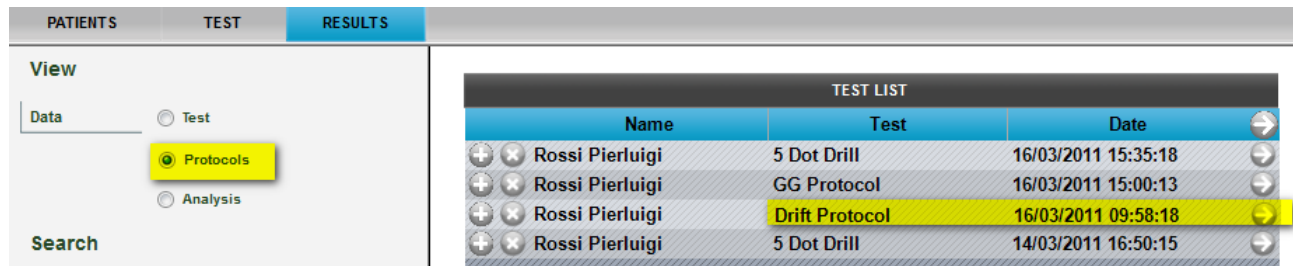 PATIENTS TEST RESULTS
View
Data Test
Protocols
Analysis
Search
TEST LIST
Name Test Date
Rossi Pierluigi 5 Dot Drill 16/03/2011 15:35:18
Rossi Pierluigi GG Protocol 16/03/2011 15:00:13
Rossi Pierluigi Drift Protocol 16/03/2011 09:58:18
Rossi Pierluigi 5 Dot Drill 14/03/2011 16:50:15